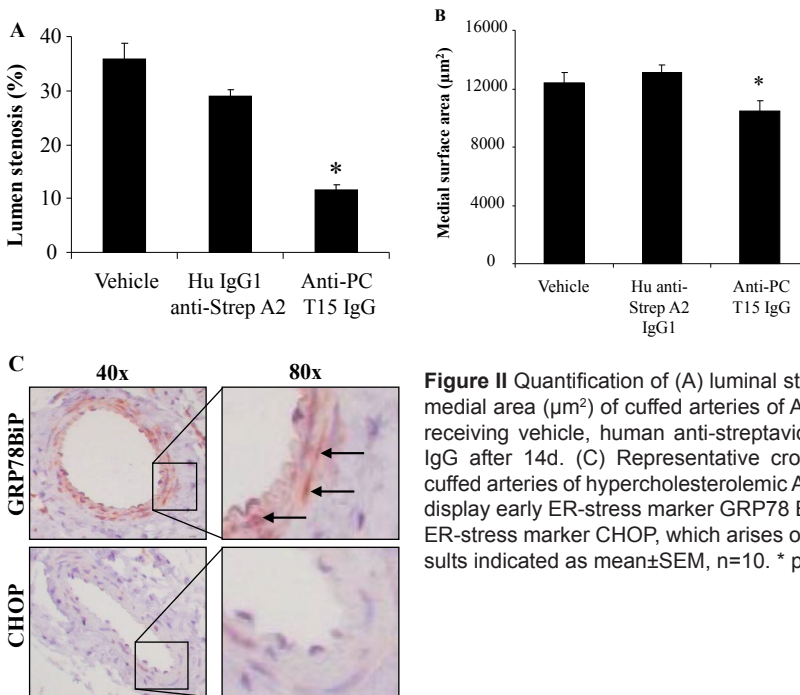 A
Lumen stenosis (%)
40
30
20
10
0
*
Vehicle
Hu IgG1
anti-Strep A2
Anti-PC
T15 IgG
B
Medial surface area (µm²)
16000
12000
8000
4000
0
*
Vehicle
Hu anti-
Strep A2
IgG1
Anti-PC
T15 IgG
C
40x
80x
GRP78BiP
CHOP
Figure II Quantification of (A) luminal
medial area (µm²) of cuffed arteries of
receiving vehicle, human anti-streptavidin
IgG after 14d. (C) Representative
cuffed arteries of hypercholesterolemic
display early ER-stress marker GRP78
ER-stress marker CHOP, which arises
sults indicated as mean±SEM, n=10. *